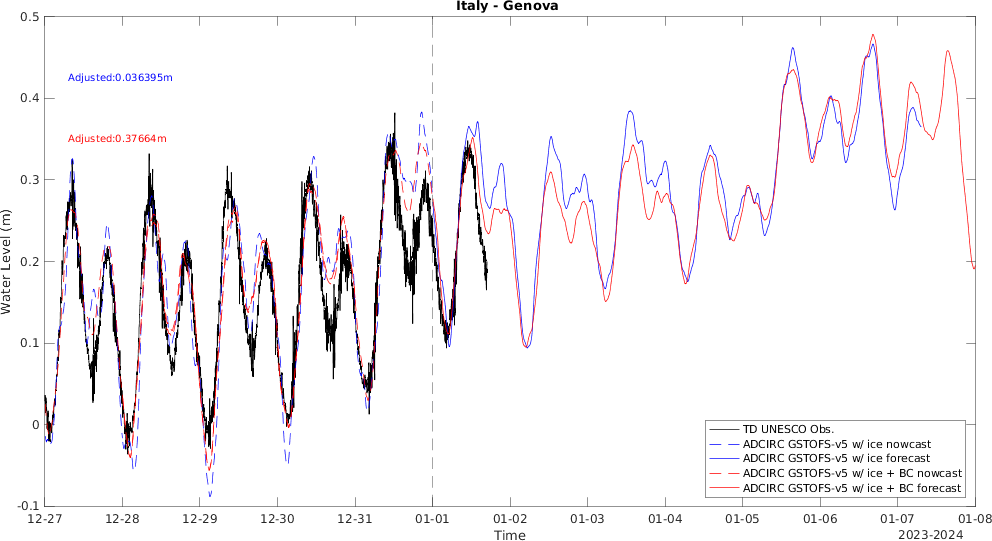 Italy - Genova
Water Level (m)
0.5
0.4
0.3
0.2
0.1
0
-0.1
Adjusted:0.036395m
Adjusted:0.37664m
TD UNESCO Obs.
ADCIRC GSTOFS-v5 w/ ice nowcast
ADCIRC GSTOFS-v5 w/ ice forecast
ADCIRC GSTOFS-v5 w/ ice + BC nowcast
ADCIRC GSTOFS-v5 w/ ice + BC forecast
12-27 12-28 12-29 12-30 12-31 01-01 01-02 01-03 01-04 01-05 01-06 01-07 01-08
Time
2023-2024